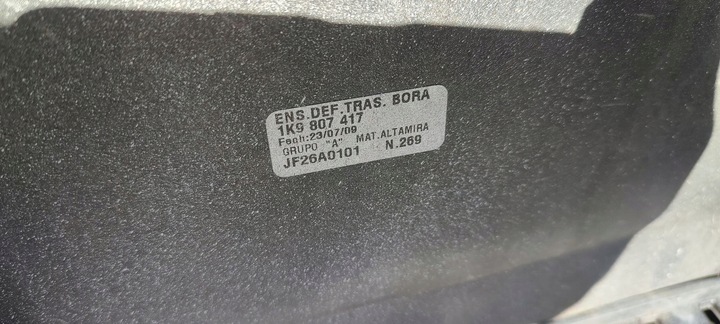 ENS.DEF.TRAS. BORA
1K9 807 417
Fech:23/07/09
GRUPO "A" MAT.ALTAMIRA
JF26A0101 N.269